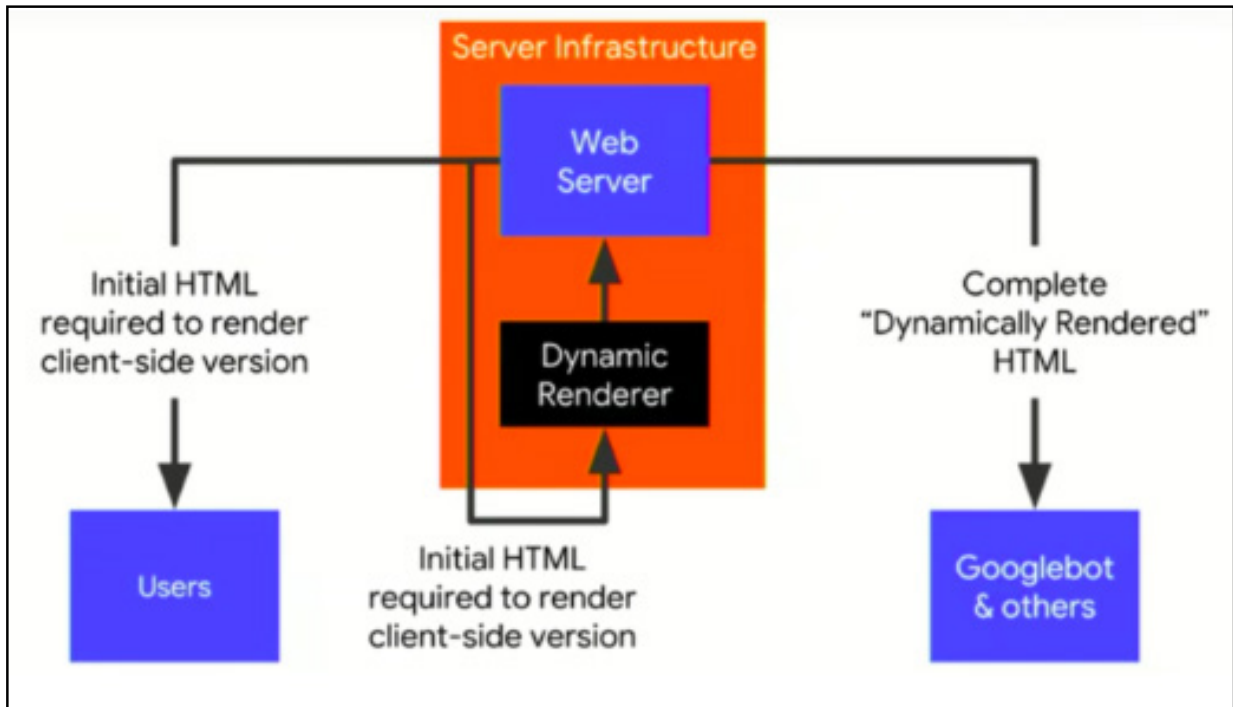 Server Infrastructure
Web
Server
Initial HTML
required to render
client-side version
Complete
“Dynamically Rendered”
HTML
Dynamic
Renderer
Users
Initial HTML
required to render
client-side version
Googlebot
& others